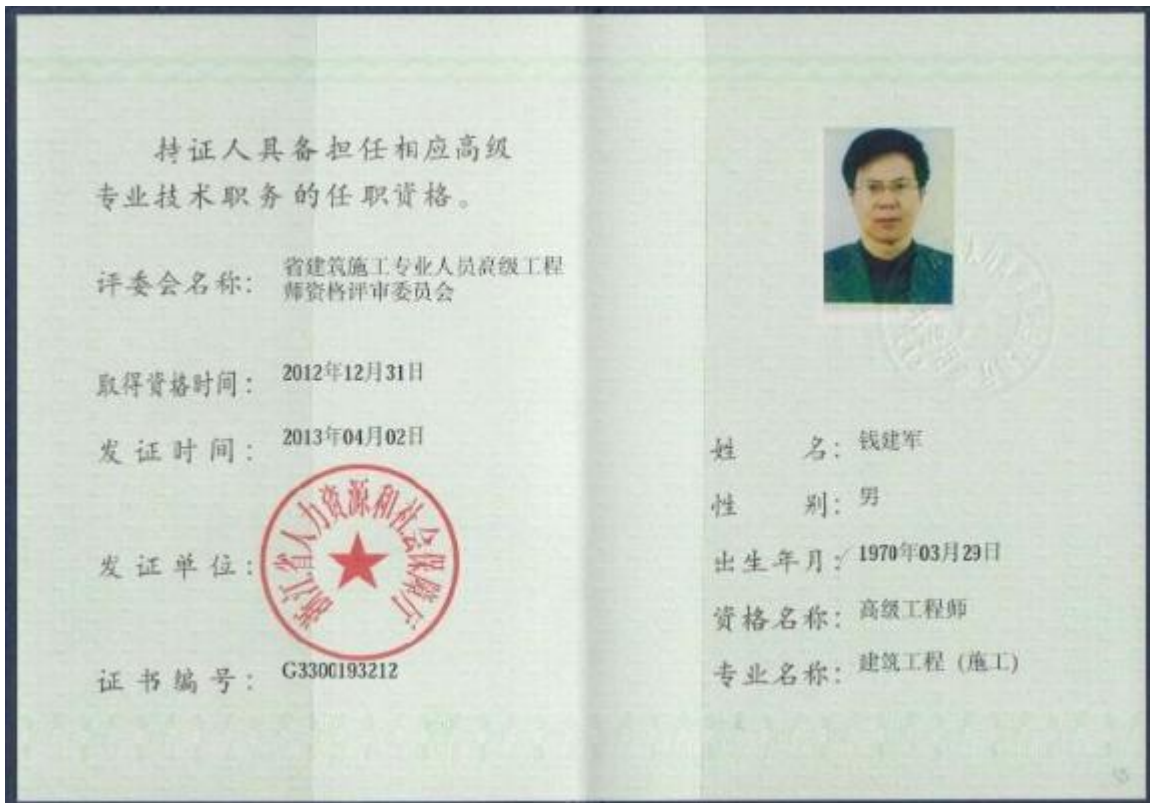 持证人具备担任相应高级
专业技术职务的任职资格。
评委会名称: 省建筑施工专业人员高级工程
师资格评审委员会
取得资格时间: 2012年12月31日
发证时间: 2013年04月02日
发证单位:
浙江省人力资源和社会保障厅
证书编号: G3300193212
姓 名: 钱建军
性 别: 男
出生年月: 1970年03月29日
资格名称: 高级工程师
专业名称: 建筑工程 (施工)